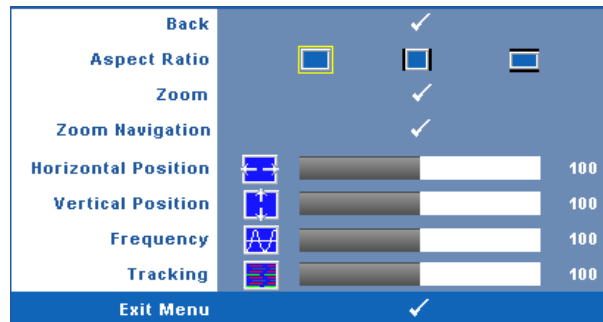 Back
Aspect Ratio
Zoom
Zoom Navigation
Horizontal Position 100
Vertical Position 100
Frequency 100
Tracking 100
Exit Menu